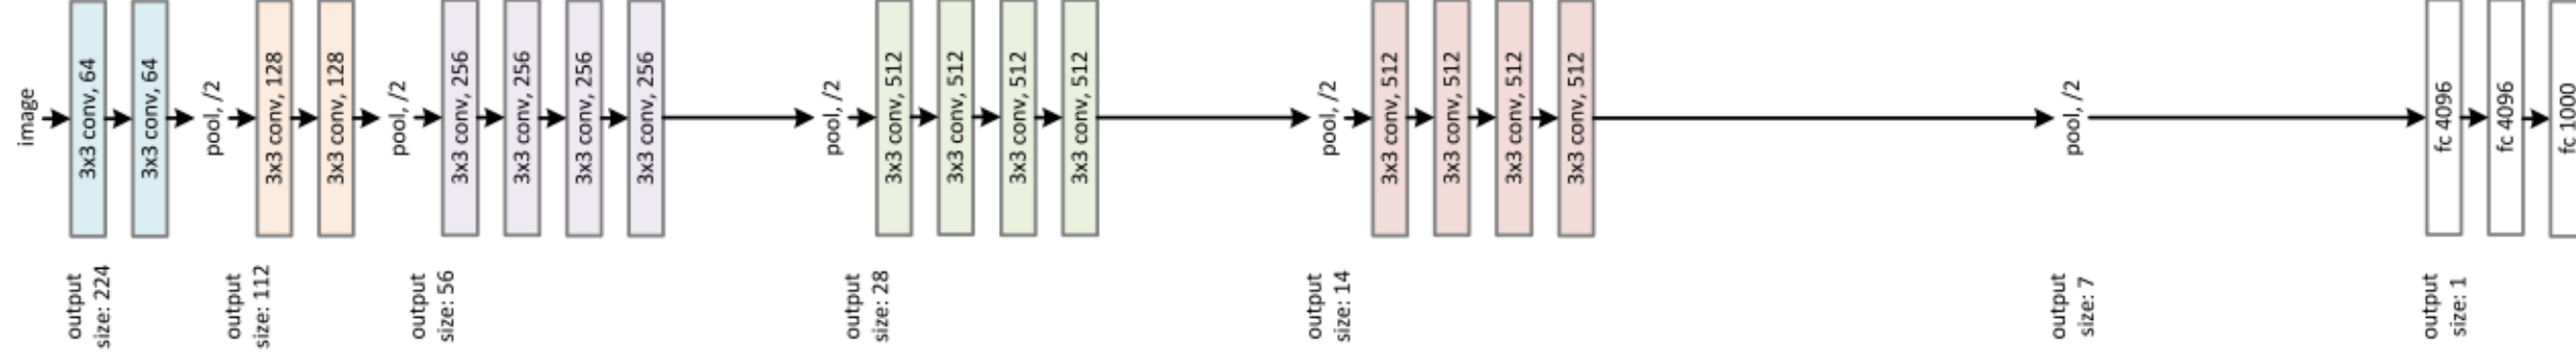 image
3x3 conv, 64
3x3 conv, 64
pool, /2
3x3 conv, 128
3x3 conv, 128
pool, /2
3x3 conv, 256
3x3 conv, 256
3x3 conv, 256
3x3 conv, 256
pool, /2
3x3 conv, 512
3x3 conv, 512
3x3 conv, 512
3x3 conv, 512
pool, /2
3x3 conv, 512
3x3 conv, 512
3x3 conv, 512
3x3 conv, 512
pool, /2
fc 4096
fc 4096
fc 1000
output
size: 224
output
size: 112
output
size: 56
output
size: 28
output
size: 14
output
size: 7
output
size: 1